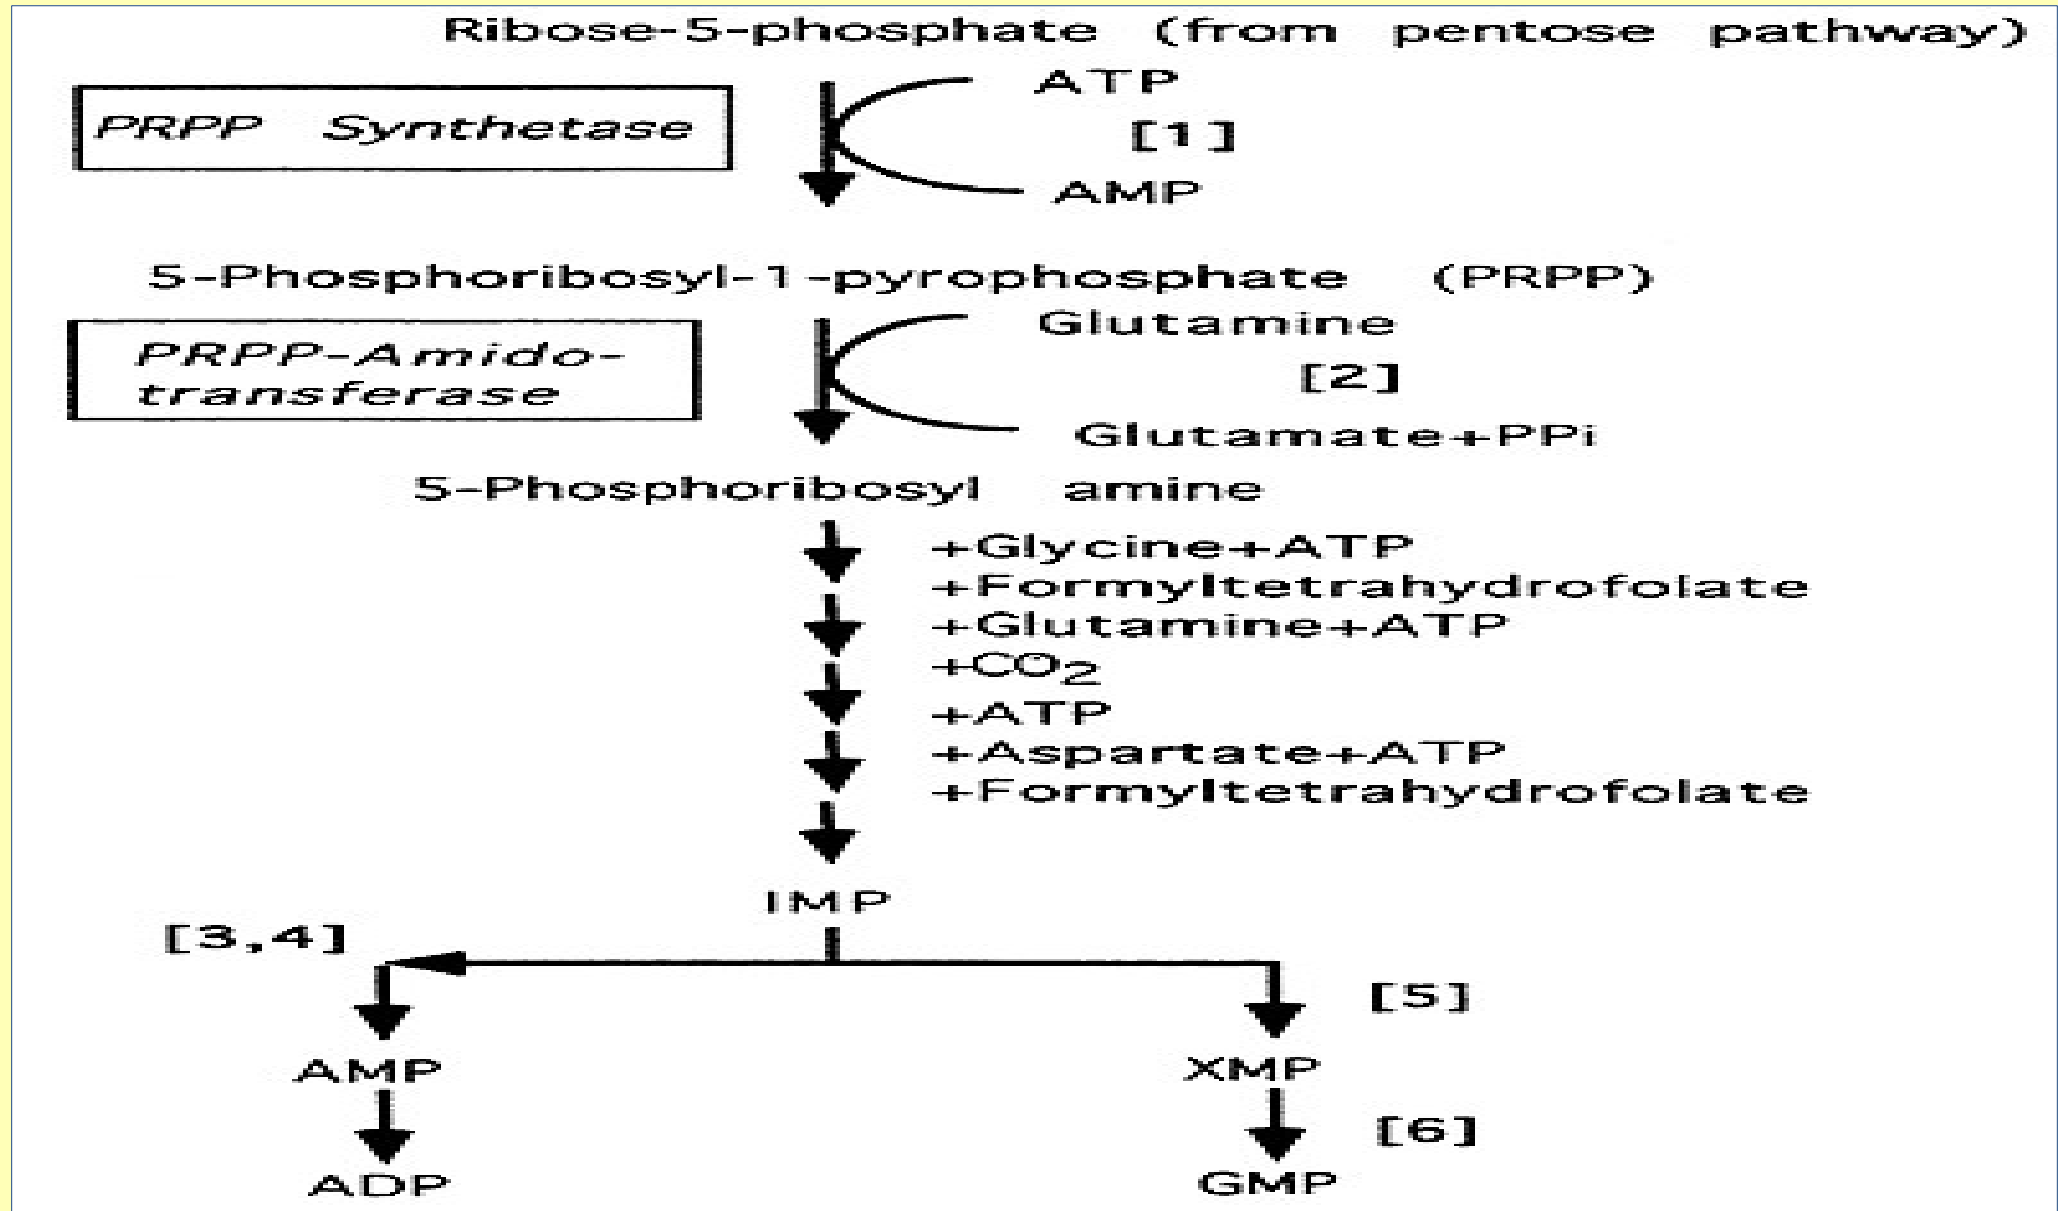 Ribose-5-phosphate (from pentose pathway)
ATP
PRPP Synthetase
[1]
AMP
5-Phosphoribosyl-1-pyrophosphate (PRPP)
Glutamine
PRPP-Amido-
transferase
[2]
Glutamate+PPi
5-Phosphoribosyl amine
+Glycine+ATP
+Formyltetrahydrofolate
+Glutamine+ATP
+CO2
+ATP
+Aspartate+ATP
+Formyltetrahydrofolate
IMP
[3,4]
[5]
AMP
XMP
[6]
ADP
GMP